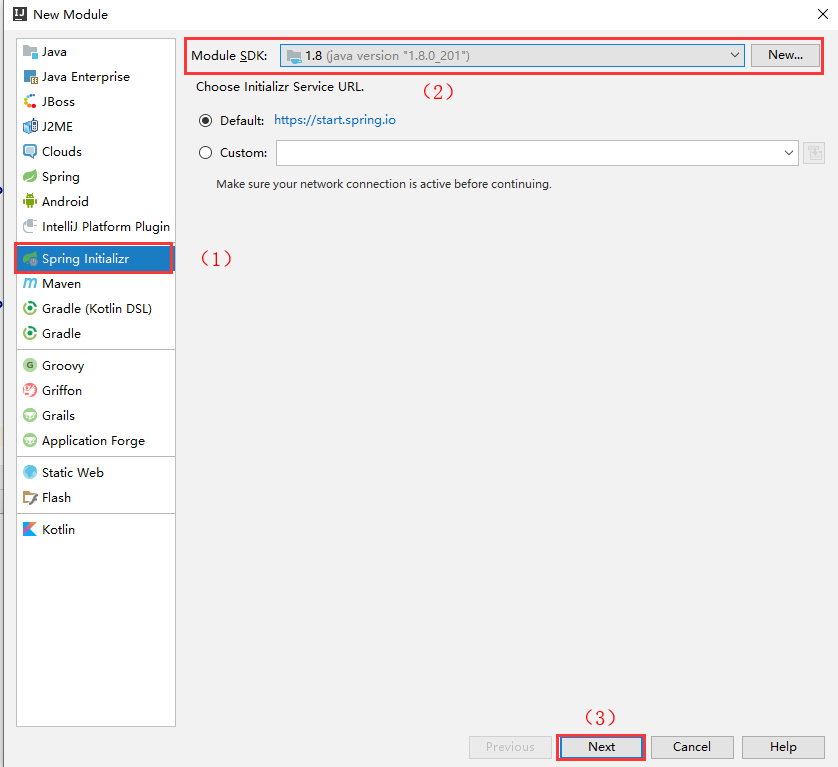 New Module
Java
Java Enterprise
JBoss
J2ME
Clouds
Spring
Android
IntelliJ Platform Plugin
Spring Initializr
Maven
Gradle (Kotlin DSL)
Gradle
Groovy
Griffon
Grails
Application Forge
Static Web
Flash
Kotlin
（1）
Module SDK: 1.8 (java version "1.8.0_201") New...
（2）
Choose Initializr Service URL.
Default: https://start.spring.io
Custom:
Make sure your network connection is active before continuing.
（3）
Previous Next Cancel Help